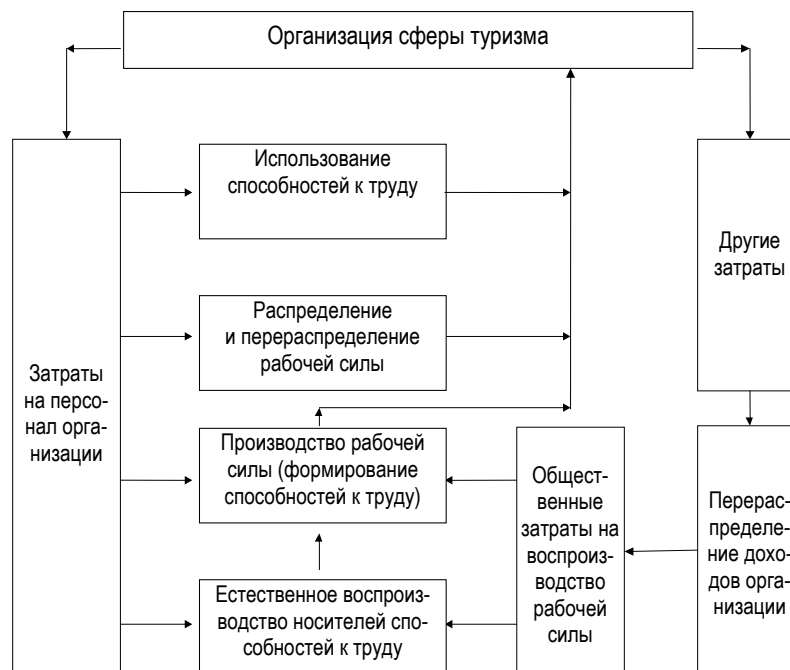 Организация сферы туризма
Использование
способностей к труду
Другие
затраты
Распределение
и перераспределение
рабочей силы
Затраты
на персо-
нал орга-
низации
Производство рабочей
силы (формирование
способностей к труду)
Общест-
венные
затраты на
воспроиз-
водство
рабочей
силы
Перерас-
пределе-
ние дохо-
дов орга-
низации
Естественное воспроиз-
водство носителей спо-
собностей к труду